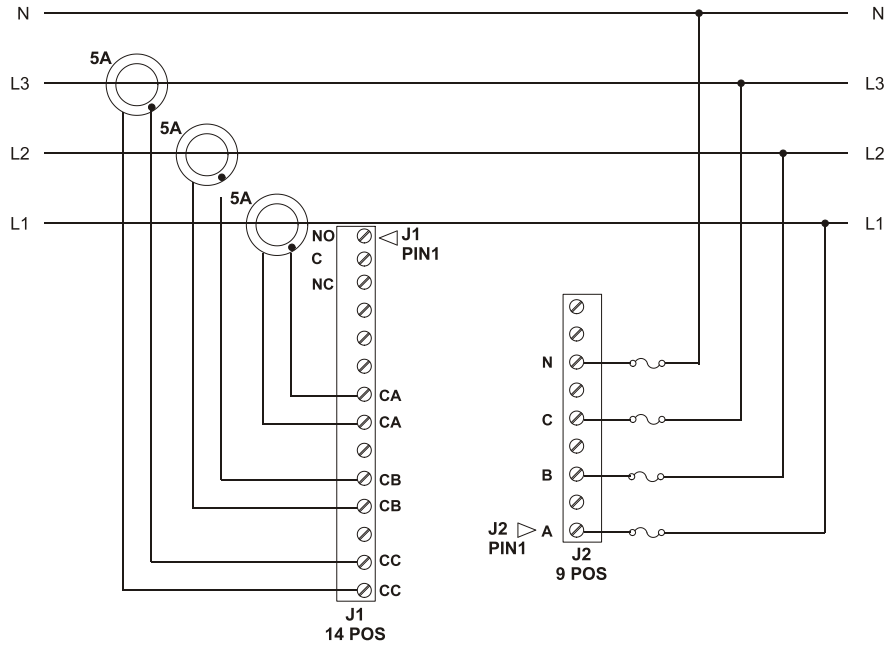 N N
5A
L3 L3
5A
L2 L2
5A
L1 L1
NO J1
PIN1
C
NC
N
CA
CA C
CB B
CB
J2 A
PIN1
CC J2
9 POS
CC
J1
14 POS